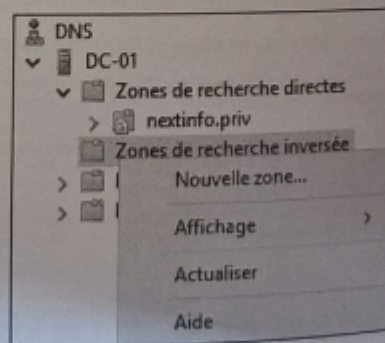 DNS
DC-01
Zones de recherche directes
nextinfo.priv
Zones de recherche inversée
Nouvelle zone...
Affichage
Actualiser
Aide